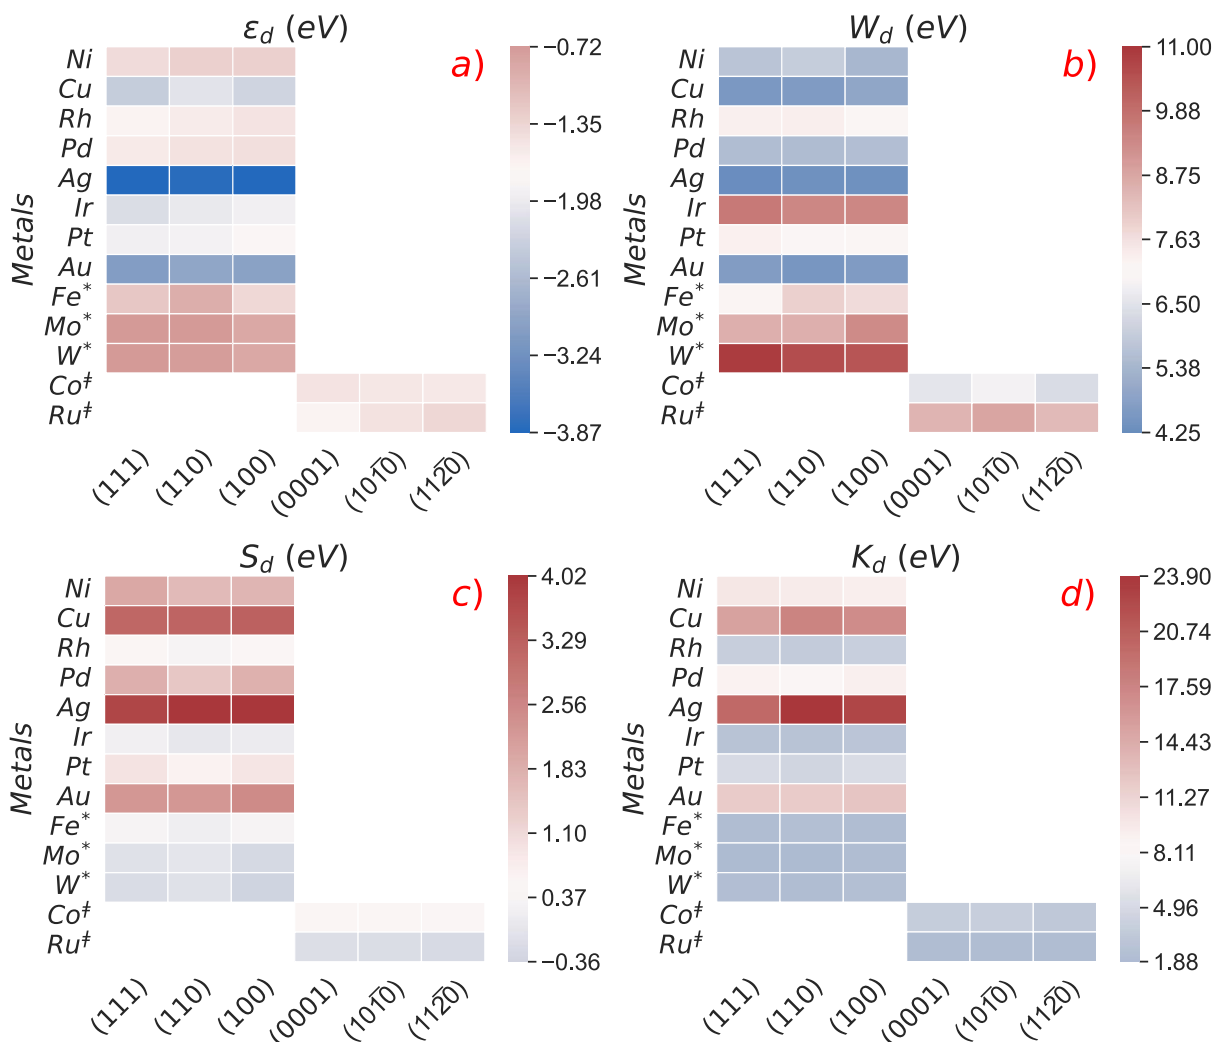 ε_d (eV)
a)
Metals
Ni
Cu
Rh
Pd
Ag
Ir
Pt
Au
Fe*
Mo*
W*
Co‡
Ru‡
(111)
(110)
(100)
(0001)
(101̅0)
(112̅0)
−0.72
−1.35
−1.98
−2.61
−3.24
−3.87
W_d (eV)
b)
Metals
Ni
Cu
Rh
Pd
Ag
Ir
Pt
Au
Fe*
Mo*
W*
Co‡
Ru‡
(111)
(110)
(100)
(0001)
(101̅0)
(112̅0)
11.00
9.88
8.75
7.63
6.50
5.38
4.25
S_d (eV)
c)
Metals
Ni
Cu
Rh
Pd
Ag
Ir
Pt
Au
Fe*
Mo*
W*
Co‡
Ru‡
(111)
(110)
(100)
(0001)
(101̅0)
(112̅0)
4.02
3.29
2.56
1.83
1.10
0.37
−0.36
K_d (eV)
d)
Metals
Ni
Cu
Rh
Pd
Ag
Ir
Pt
Au
Fe*
Mo*
W*
Co‡
Ru‡
(111)
(110)
(100)
(0001)
(101̅0)
(112̅0)
23.90
20.74
17.59
14.43
11.27
8.11
4.96
1.88